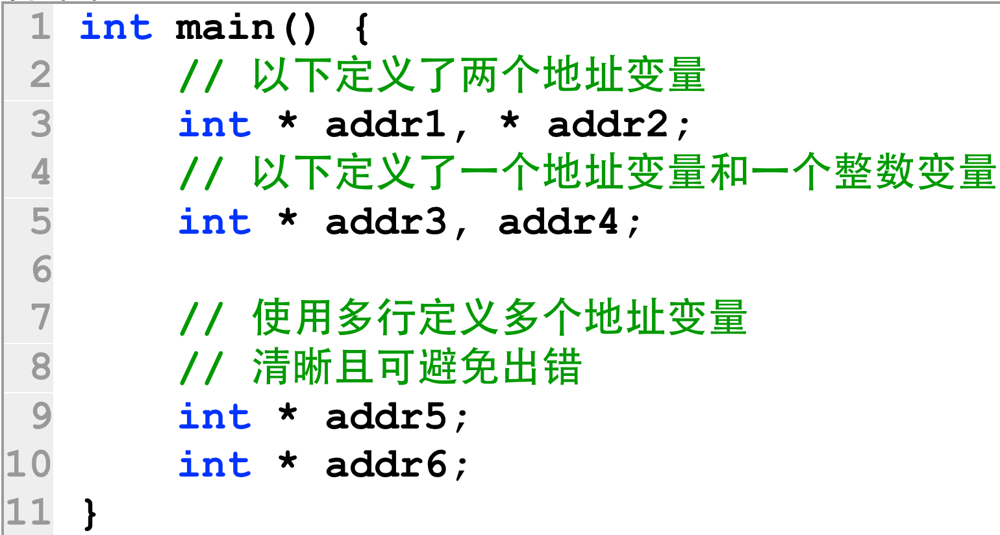 1 int main() {
2 // 以下定义了两个地址变量
3 int * addr1, * addr2;
4 // 以下定义了一个地址变量和一个整数变量
5 int * addr3, addr4;
6
7 // 使用多行定义多个地址变量
8 // 清晰且可避免出错
9 int * addr5;
10 int * addr6;
11 }